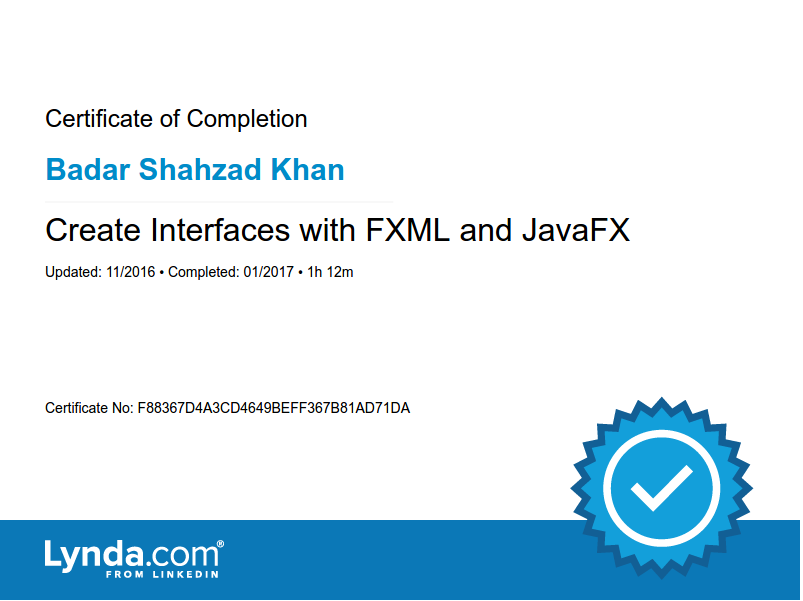 Certificate of Completion
Badar Shahzad Khan
Create Interfaces with FXML and JavaFX
Updated: 11/2016 • Completed: 01/2017 • 1h 12m
Certificate No: F88367D4A3CD4649BEFF367B81AD71DA
Lynda.com®
FROM LINKEDIN